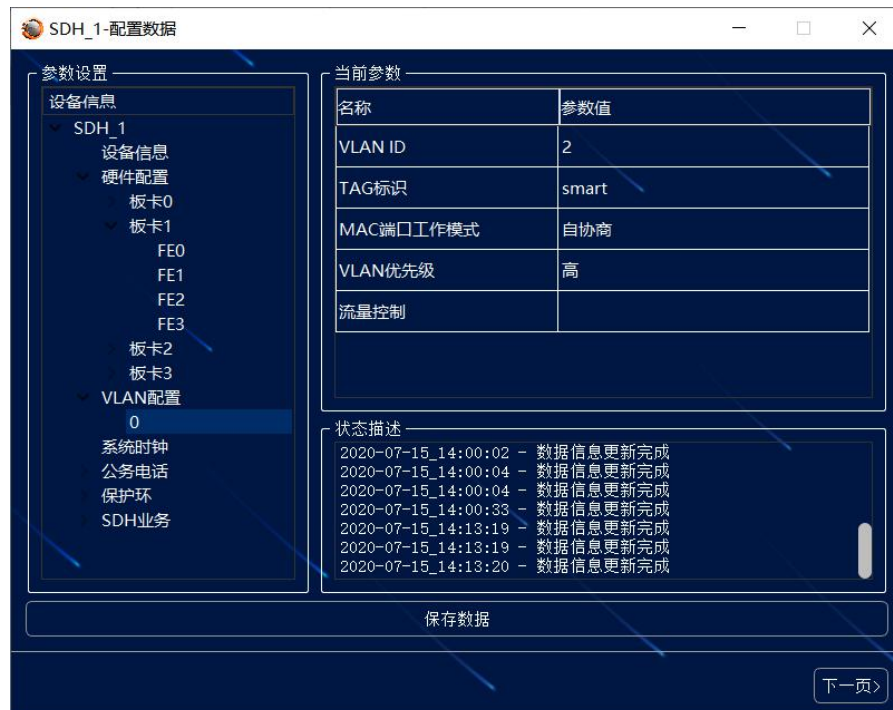 SDH_1-配置数据
参数设置
设备信息
SDH_1
设备信息
硬件配置
板卡0
板卡1
FE0
FE1
FE2
FE3
板卡2
板卡3
VLAN配置
0
系统时钟
公务电话
保护环
SDH业务
当前参数
名称 参数值
VLAN ID 2
TAG标识 smart
MAC端口工作模式 自协商
VLAN优先级 高
流量控制
状态描述
2020-07-15_14:00:02 - 数据信息更新完成
2020-07-15_14:00:04 - 数据信息更新完成
2020-07-15_14:00:04 - 数据信息更新完成
2020-07-15_14:00:33 - 数据信息更新完成
2020-07-15_14:13:19 - 数据信息更新完成
2020-07-15_14:13:19 - 数据信息更新完成
2020-07-15_14:13:20 - 数据信息更新完成
保存数据
下一页>